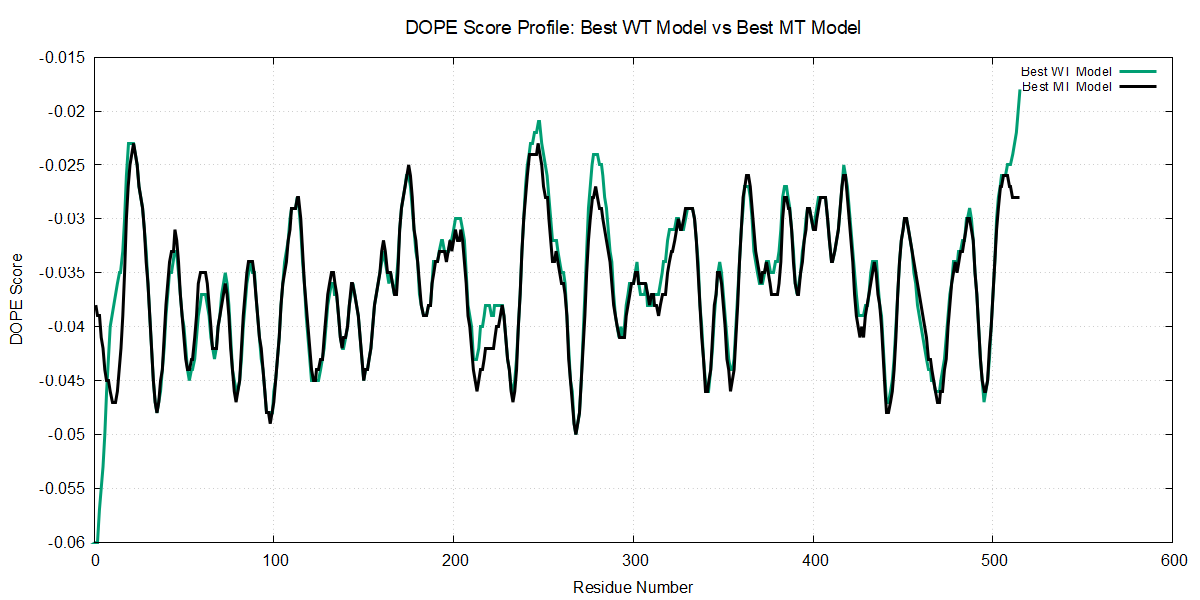 DOPE Score Profile: Best WT Model vs Best MT Model
-0.015
Best WT Model
Best MT Model
-0.02
-0.025
-0.03
-0.035
-0.04
-0.045
-0.05
-0.055
-0.06
DOPE Score
0 100 200 300 400 500 600
Residue Number